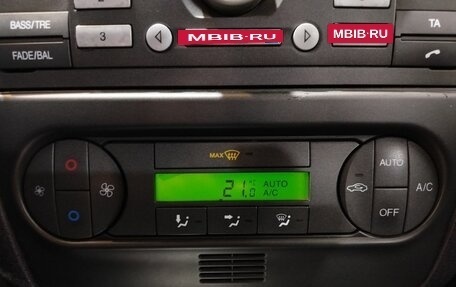 BASS/TRE
FADE/BAL
3
MBIB·RU
MBIB·RU
TA
MAX
21.0 °C AUTO A/C
AUTO
OFF
A/C